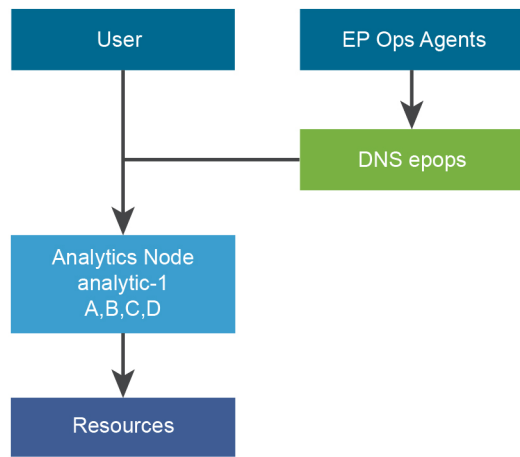 User
EP Ops Agents
DNS epops
Analytics Node
analytic-1
A,B,C,D
Resources